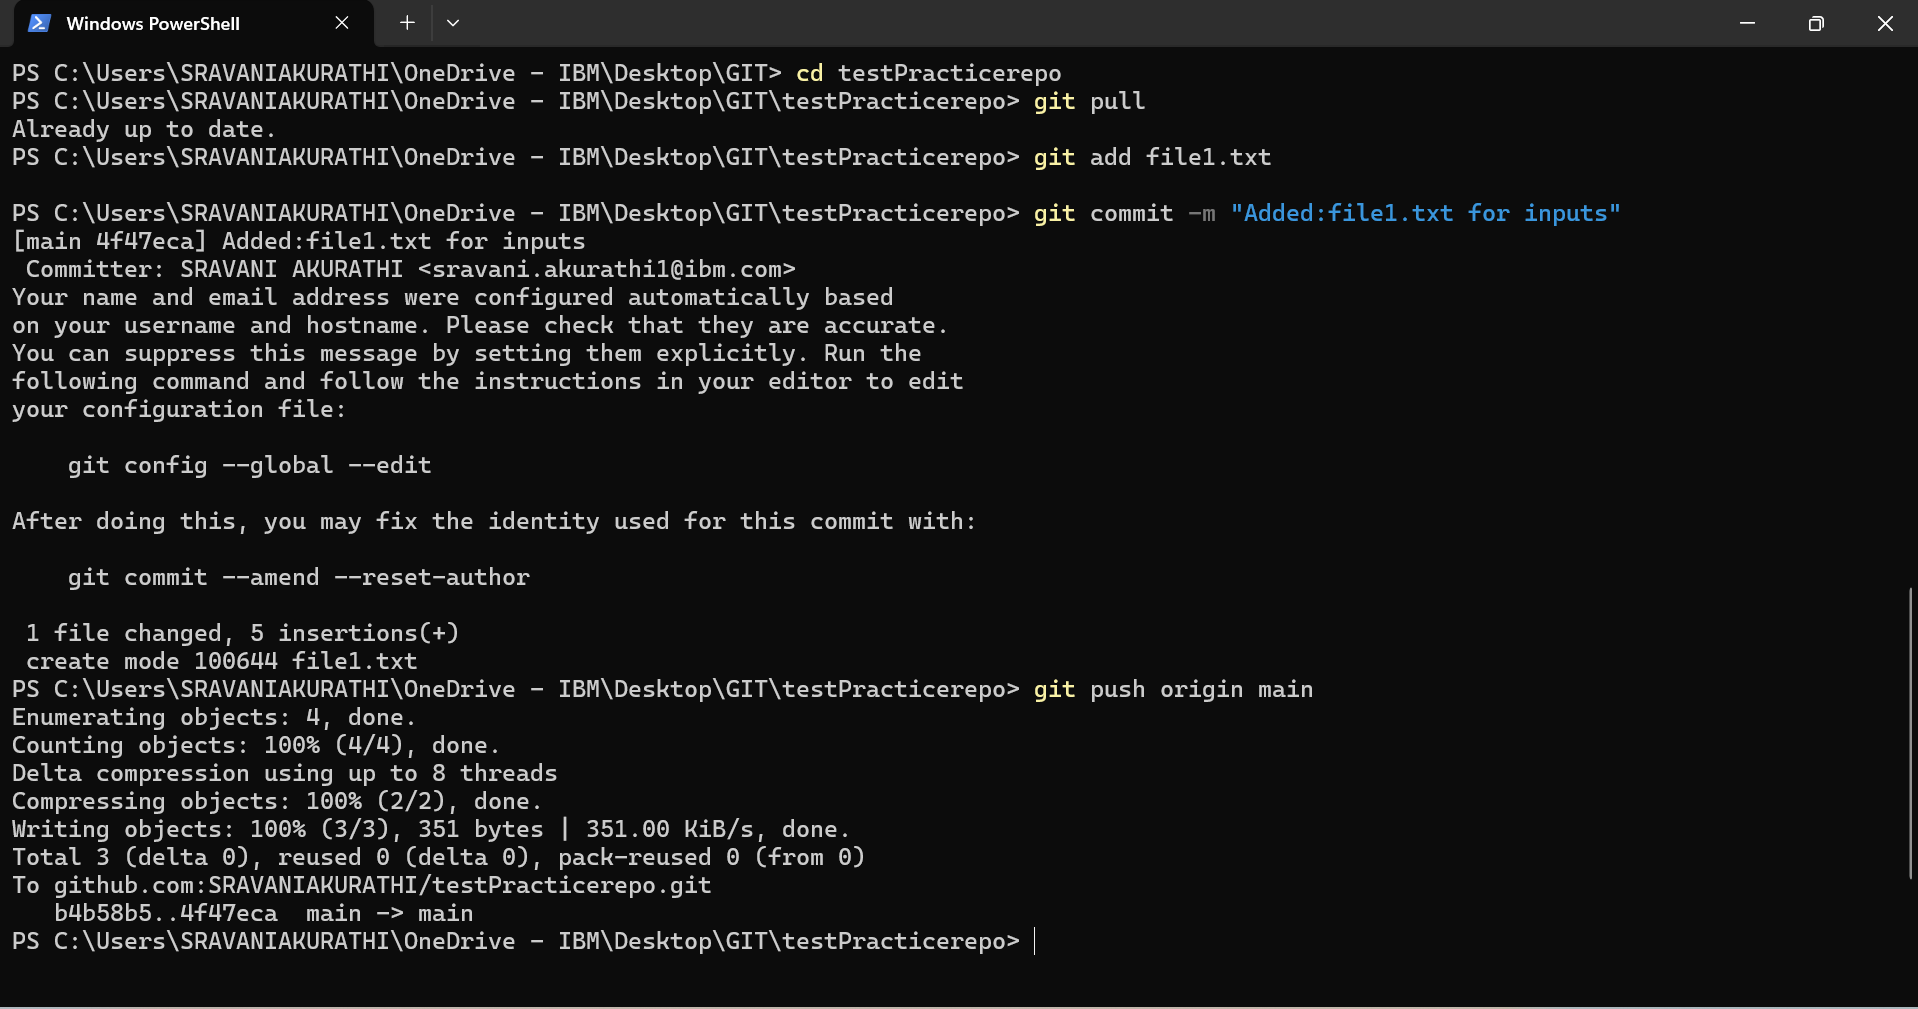 Windows PowerShell
PS C:\Users\SRAVANIAKURATHI\OneDrive - IBM\Desktop\GIT> cd testPracticerepo
PS C:\Users\SRAVANIAKURATHI\OneDrive - IBM\Desktop\GIT\testPracticerepo> git pull
Already up to date.
PS C:\Users\SRAVANIAKURATHI\OneDrive - IBM\Desktop\GIT\testPracticerepo> git add file1.txt
PS C:\Users\SRAVANIAKURATHI\OneDrive - IBM\Desktop\GIT\testPracticerepo> git commit -m "Added:file1.txt for inputs"
[main 4f47eca] Added:file1.txt for inputs
 Committer: SRAVANI AKURATHI <sravani.akurathi1@ibm.com>
Your name and email address were configured automatically based
on your username and hostname. Please check that they are accurate.
You can suppress this message by setting them explicitly. Run the
following command and follow the instructions in your editor to edit
your configuration file:
    git config --global --edit
After doing this, you may fix the identity used for this commit with:
    git commit --amend --reset-author
 1 file changed, 5 insertions(+)
 create mode 100644 file1.txt
PS C:\Users\SRAVANIAKURATHI\OneDrive - IBM\Desktop\GIT\testPracticerepo> git push origin main
Enumerating objects: 4, done.
Counting objects: 100% (4/4), done.
Delta compression using up to 8 threads
Compressing objects: 100% (2/2), done.
Writing objects: 100% (3/3), 351 bytes | 351.00 KiB/s, done.
Total 3 (delta 0), reused 0 (delta 0), pack-reused 0 (from 0)
To github.com:SRAVANIAKURATHI/testPracticerepo.git
   b4b58b5..4f47eca  main -> main
PS C:\Users\SRAVANIAKURATHI\OneDrive - IBM\Desktop\GIT\testPracticerepo>